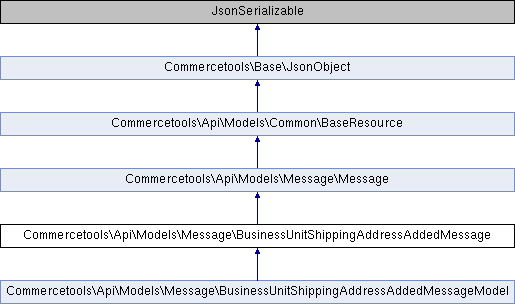 JsonSerializable
Commercetools\Base\JsonObject
Commercetools\Api\Models\Common\BaseResource
Commercetools\Api\Models\Message\Message
Commercetools\Api\Models\Message\BusinessUnitShippingAddressAddedMessage
Commercetools\Api\Models\Message\BusinessUnitShippingAddressAddedMessageModel